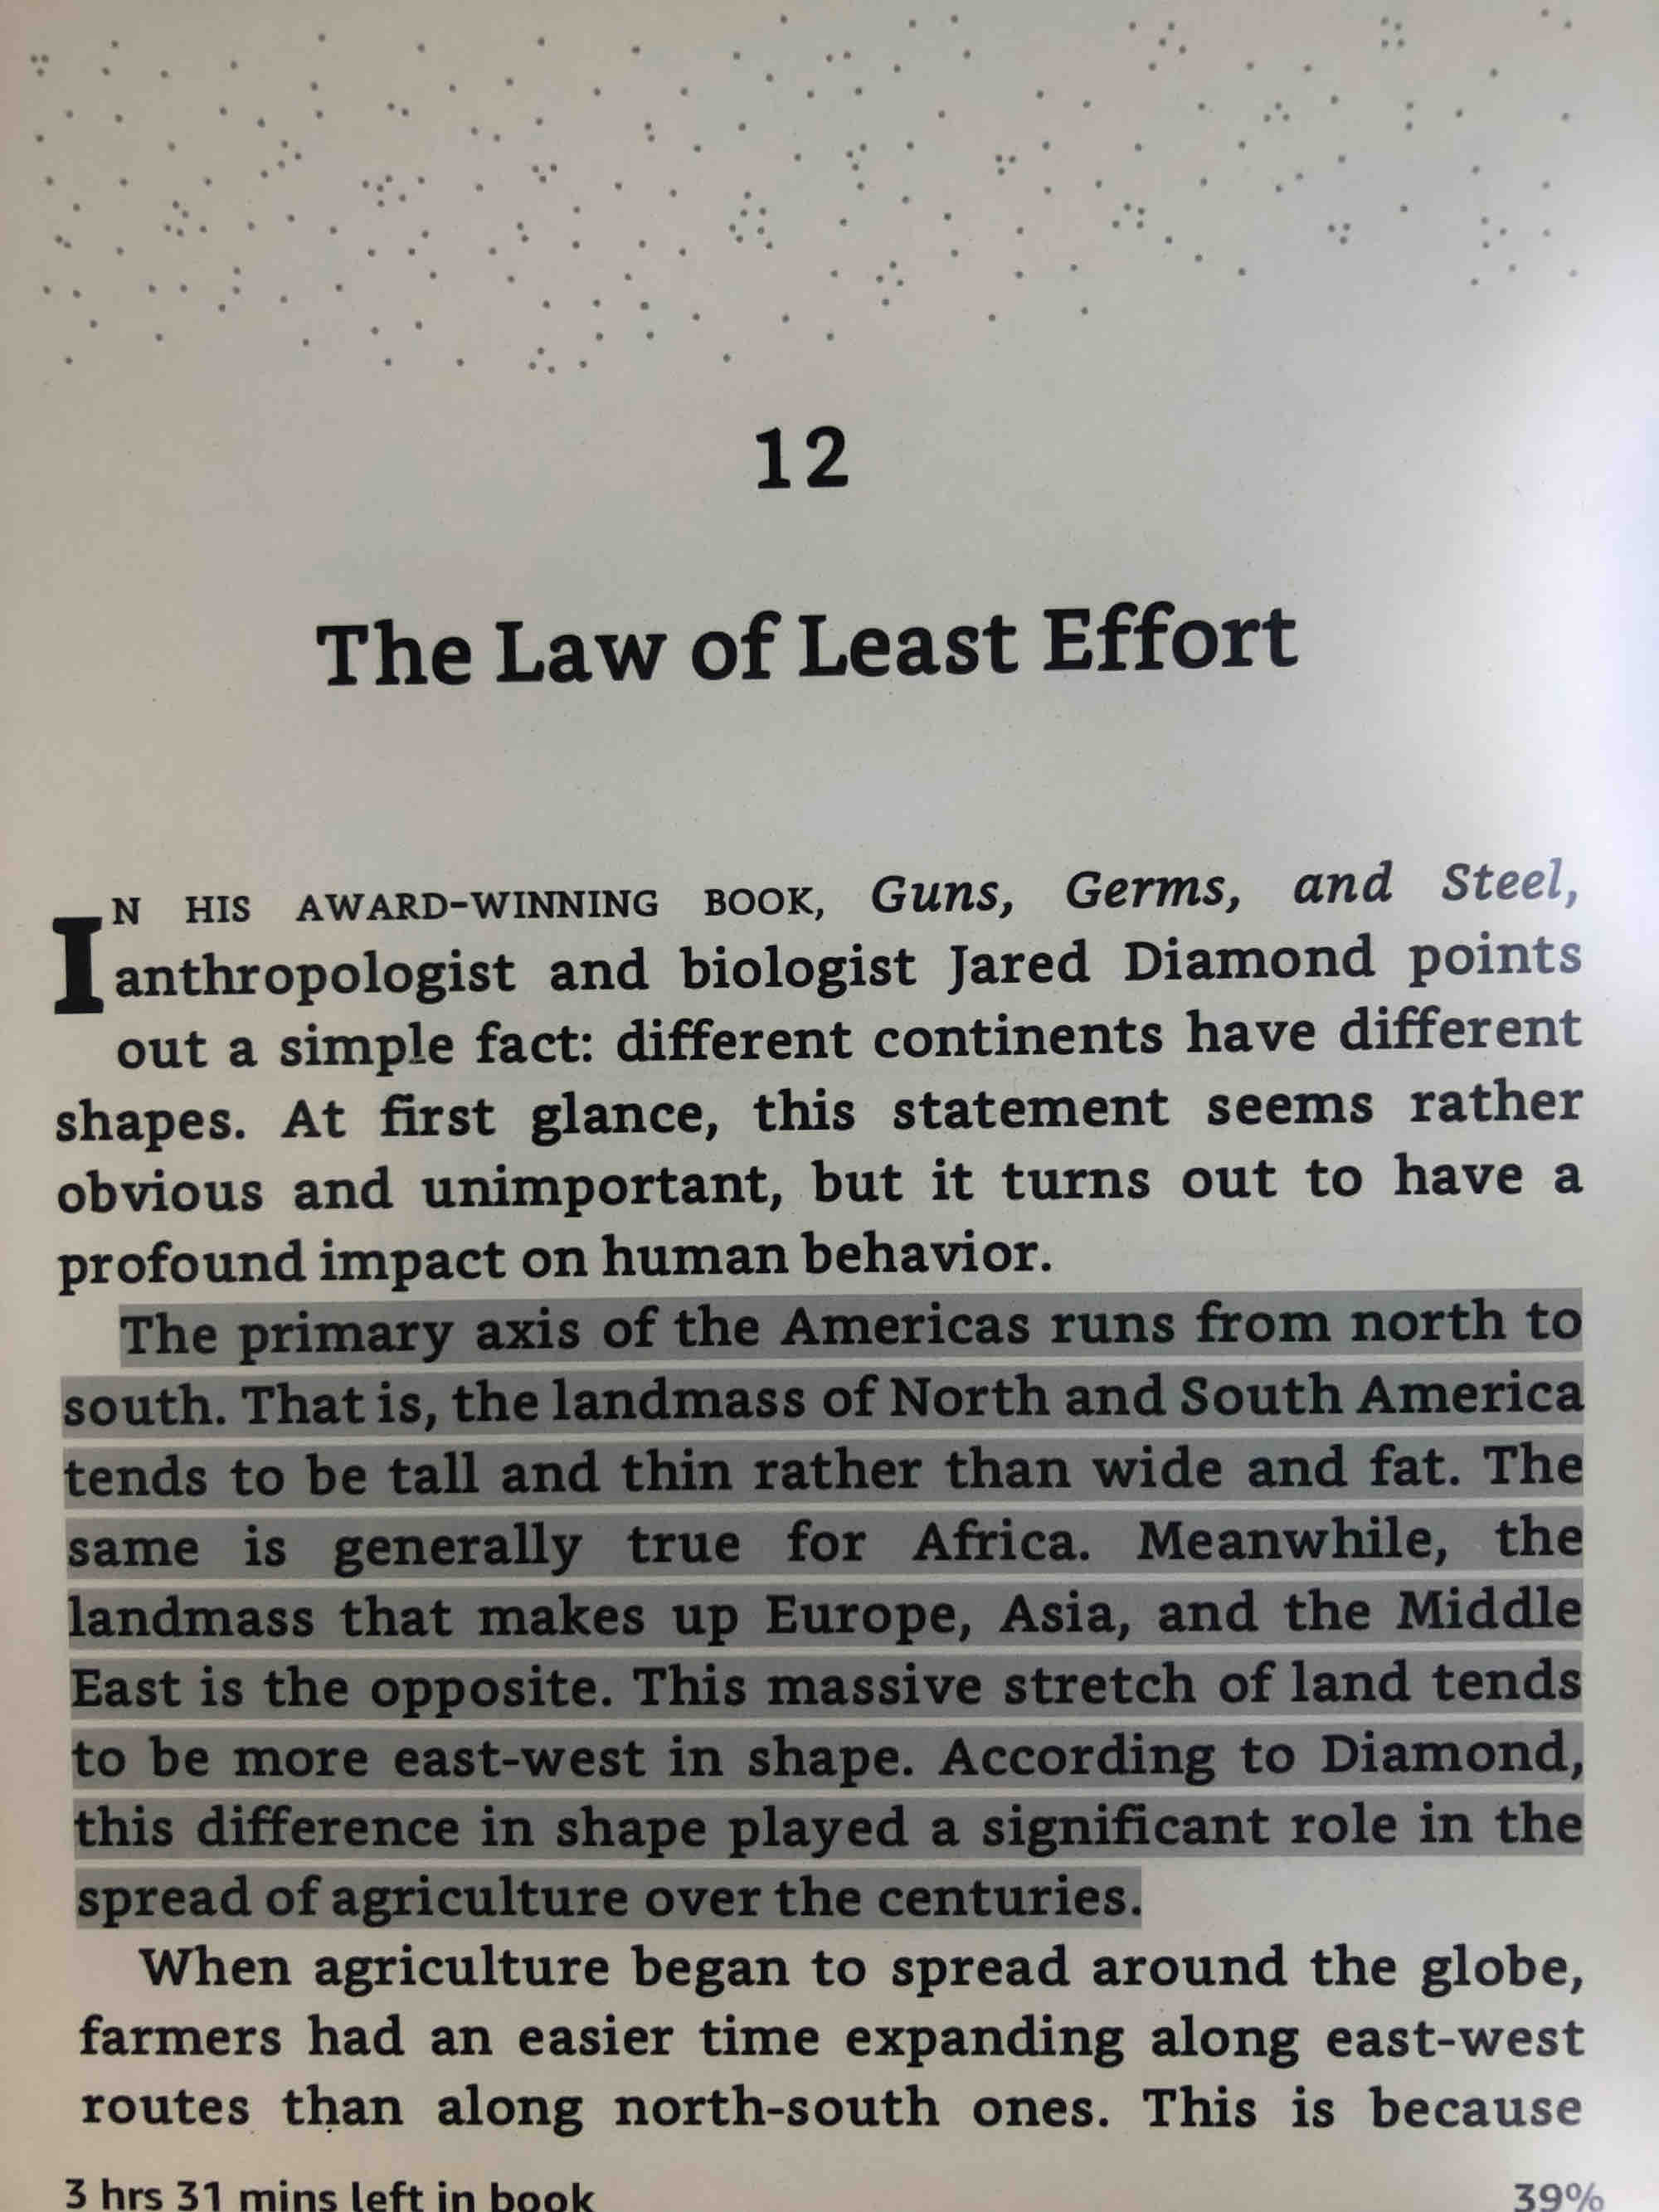 12
The Law of Least Effort
IN HIS AWARD-WINNING BOOK, Guns, Germs, and Steel,
anthropologist and biologist Jared Diamond points
out a simple fact: different continents have different
shapes. At first glance, this statement seems rather
obvious and unimportant, but it turns out to have a
profound impact on human behavior.
The primary axis of the Americas runs from north to
south. That is, the landmass of North and South America
tends to be tall and thin rather than wide and fat. The
same is generally true for Africa. Meanwhile, the
landmass that makes up Europe, Asia, and the Middle
East is the opposite. This massive stretch of land tends
to be more east-west in shape. According to Diamond,
this difference in shape played a significant role in the
spread of agriculture over the centuries.
When agriculture began to spread around the globe,
farmers had an easier time expanding along east-west
routes than along north-south ones. This is because
3 hrs 31 mins left in book
39%